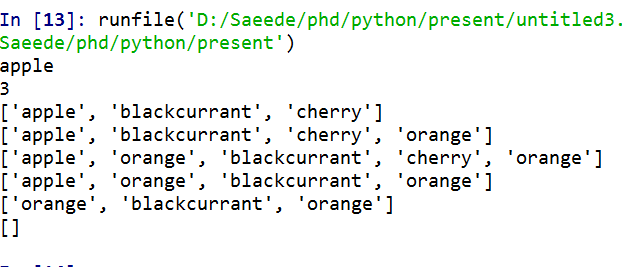 In [13]: runfile('D:/Saeede/phd/python/present/untitled3.
Saeede/phd/python/present')
apple
3
['apple', 'blackcurrant', 'cherry']
['apple', 'blackcurrant', 'cherry', 'orange']
['apple', 'orange', 'blackcurrant', 'cherry', 'orange']
['apple', 'orange', 'blackcurrant', 'orange']
['orange', 'blackcurrant', 'orange']
[]